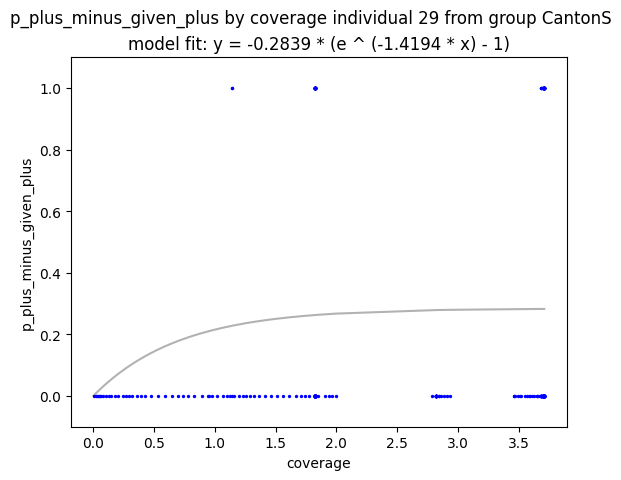 p_plus_minus_given_plus by coverage individual 29 from group CantonS
model fit: y = -0.2839 * (e ^ (-1.4194 * x) - 1)
1.0
0.8
0.6
0.4
0.2
0.0
p_plus_minus_given_plus
0.0 0.5 1.0 1.5 2.0 2.5 3.0 3.5
coverage